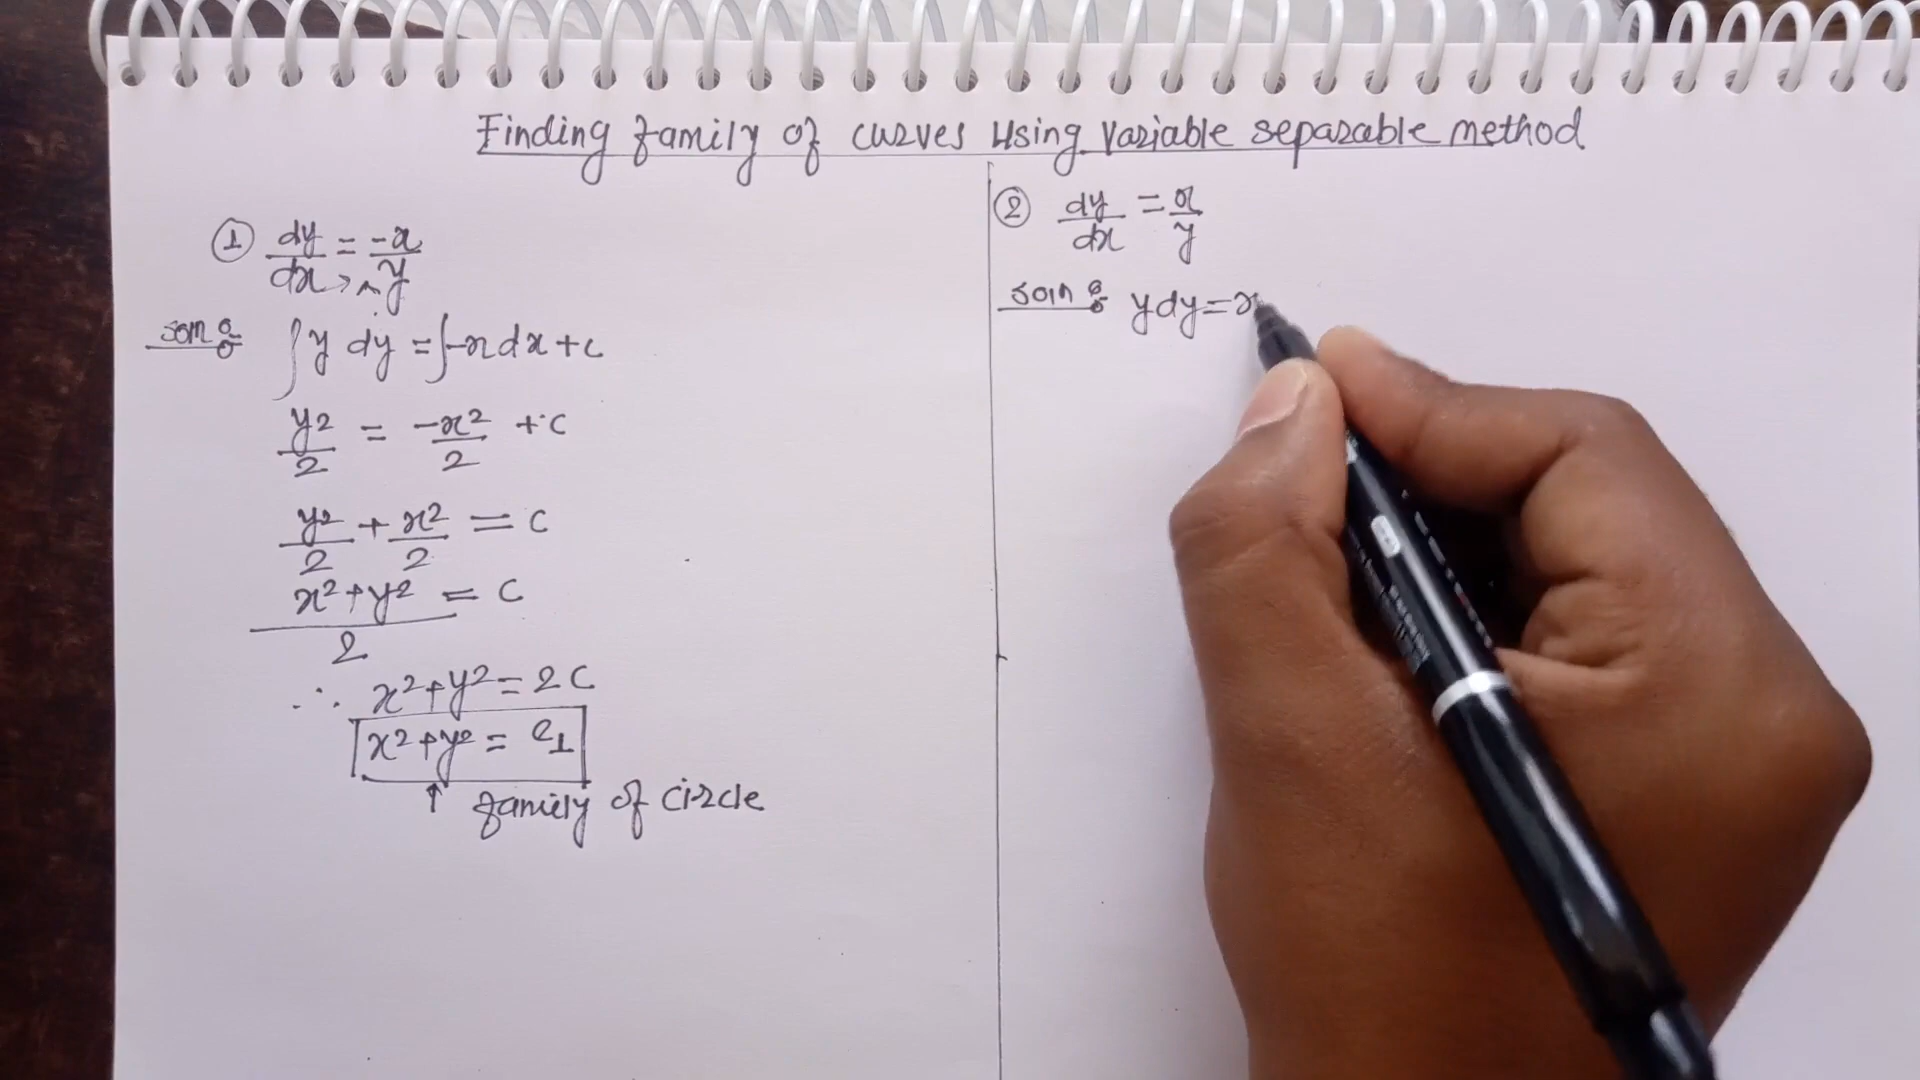 Finding family of curves using variable separable method
① dy/dx = -x/y
Soln: ∫y dy = ∫-x dx + c
y²/2 = -x²/2 + c
y²/2 + x²/2 = c
x²+y²/2 = c
∴ x²+y² = 2c
x²+y² = c₁
↑ family of circle
② dy/dx = x/y
Soln: y dy = x